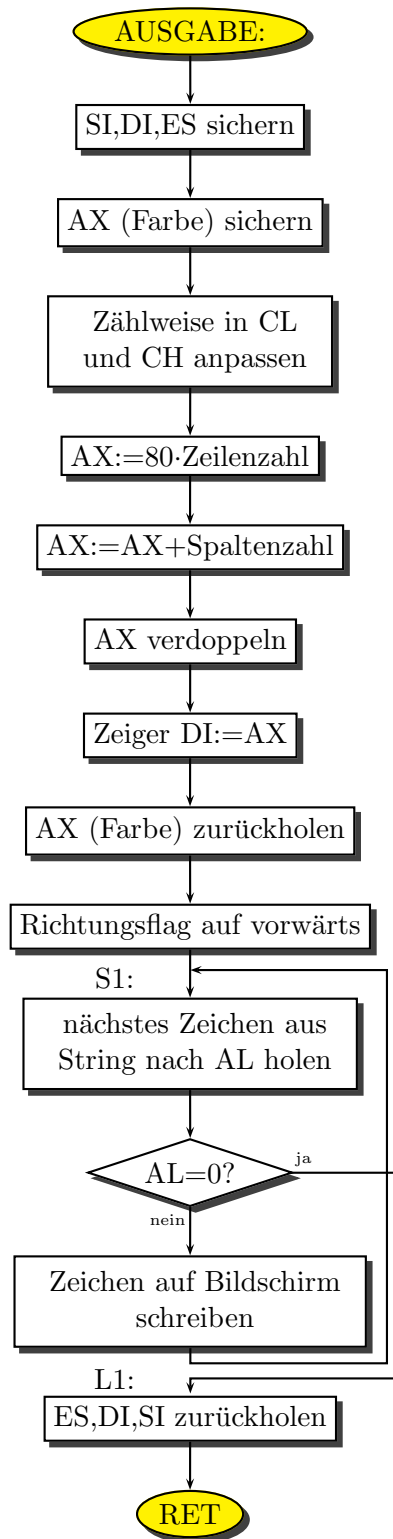 AUSGABE:
SI,DI,ES sichern
AX (Farbe) sichern
Zählweise in CL
und CH anpassen
AX:=80·Zeilenzahl
AX:=AX+Spaltenzahl
AX verdoppeln
Zeiger DI:=AX
AX (Farbe) zurückholen
Richtungsflag auf vorwärts
S1:
nächstes Zeichen aus
String nach AL holen
AL=0?
ja
nein
Zeichen auf Bildschirm
schreiben
L1:
ES,DI,SI zurückholen
RET